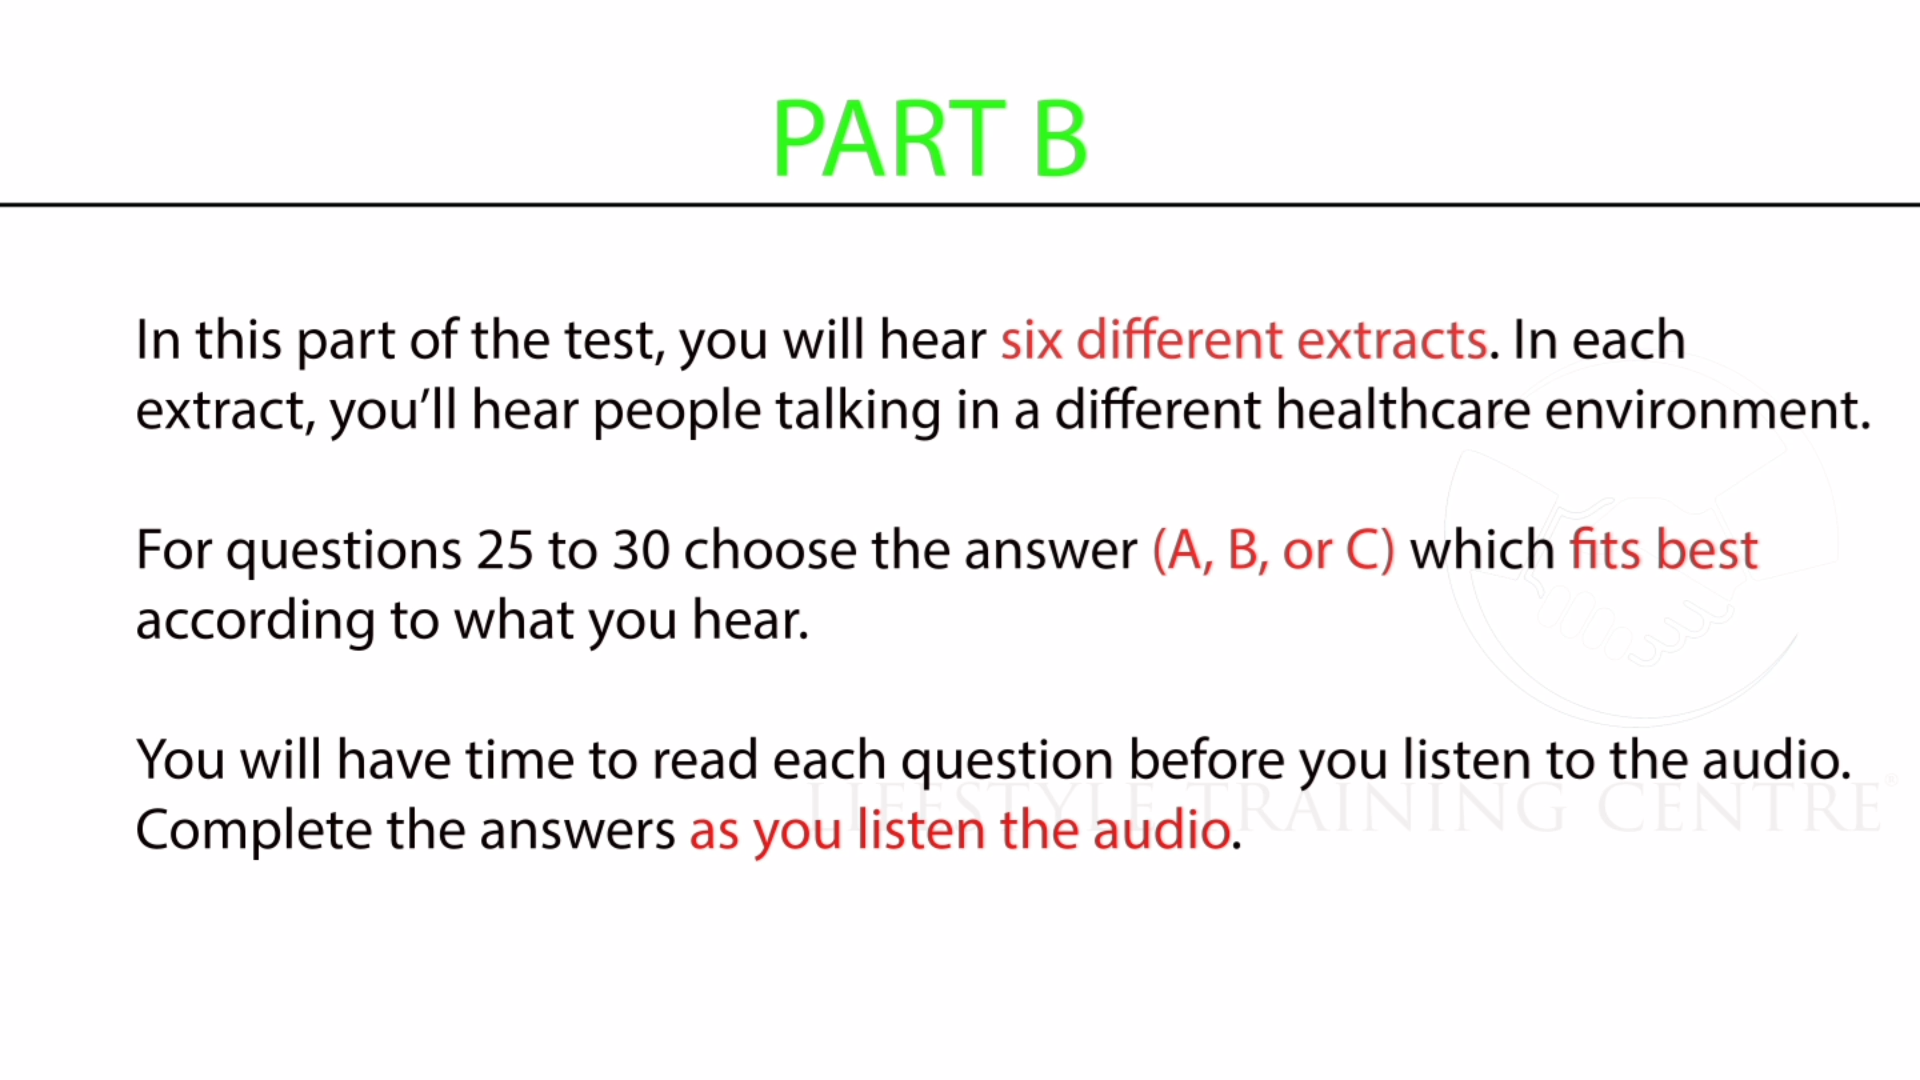 PART B
In this part of the test, you will hear six different extracts. In each
extract, you’ll hear people talking in a different healthcare environment.
For questions 25 to 30 choose the answer (A, B, or C) which fits best
according to what you hear.
You will have time to read each question before you listen to the audio.
Complete the answers as you listen the audio.
LIFESTYLE TRAINING CENTRE®